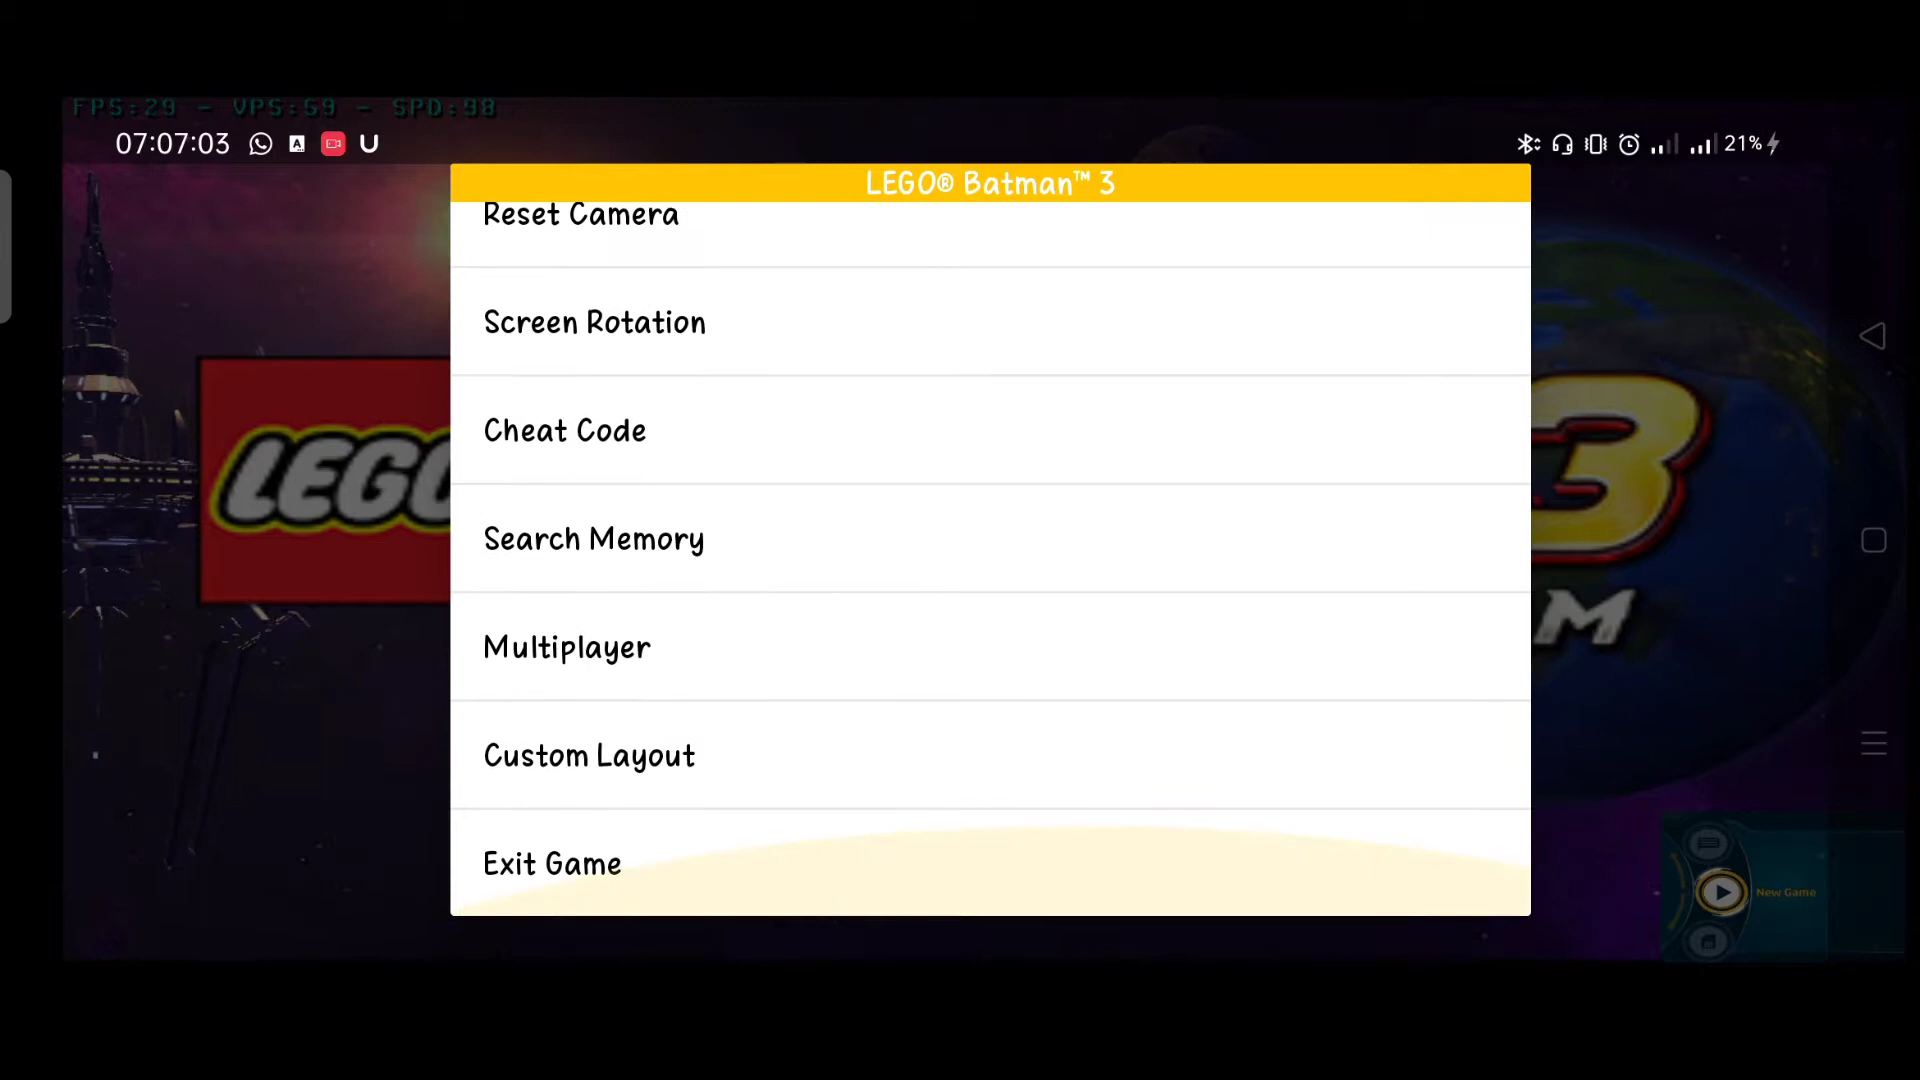 FPS:29 - VPS:59 - SPD:98
07:07:03 A U 21%
LEGO® Batman™ 3
Reset Camera
Screen Rotation
Cheat Code
LEGO 3
Search Memory
M
Multiplayer
Custom Layout
Exit Game
New Game